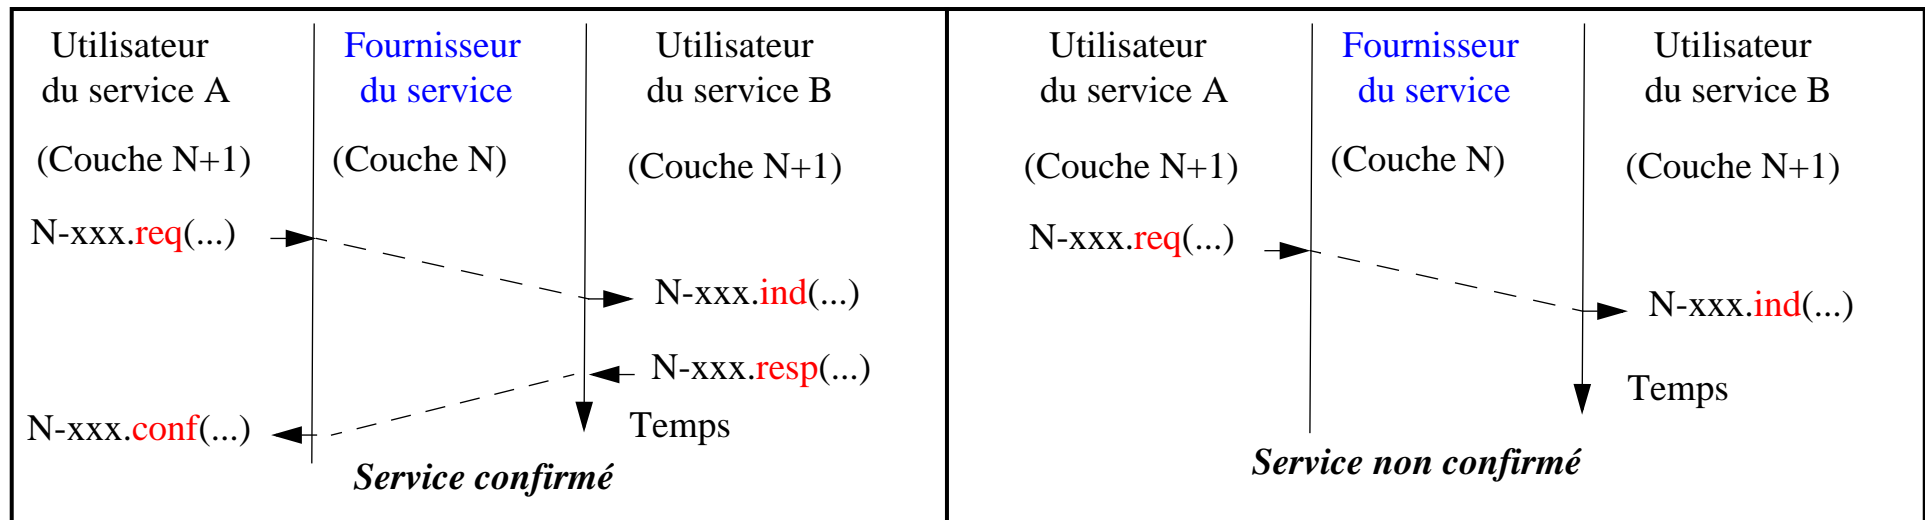 Utilisateur
du service A
(Couche N+1)
Fournisseur
du service
(Couche N)
Utilisateur
du service B
(Couche N+1)
N-xxx.req(...)
N-xxx.ind(...)
N-xxx.resp(...)
N-xxx.conf(...)
Temps
Service confirmé
Utilisateur
du service A
(Couche N+1)
Fournisseur
du service
(Couche N)
Utilisateur
du service B
(Couche N+1)
N-xxx.req(...)
N-xxx.ind(...)
Temps
Service non confirmé